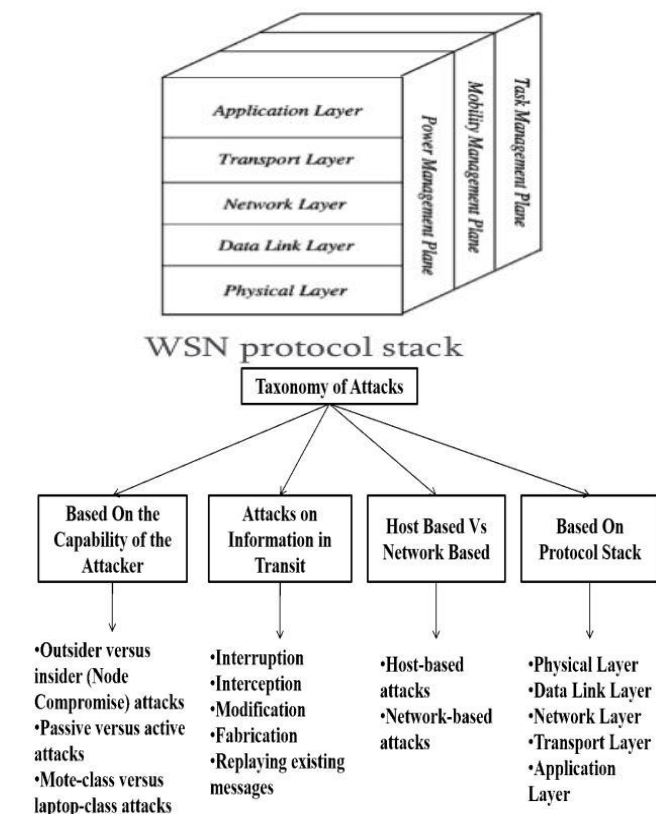 Application Layer
Transport Layer
Network Layer
Data Link Layer
Physical Layer
Power Management Plane
Mobility Management Plane
Task Management Plane
WSN protocol stack
Taxonomy of Attacks
Based On the
Capability of the
Attacker
Attacks on
Information in
Transit
Host Based Vs
Network Based
Based On
Protocol Stack
•Outsider versus
insider (Node
Compromise) attacks
•Passive versus active
attacks
•Mote-class versus
laptop-class attacks
•Interruption
•Interception
•Modification
•Fabrication
•Replaying existing
messages
•Host-based
attacks
•Network-based
attacks
•Physical Layer
•Data Link Layer
•Network Layer
•Transport Layer
•Application
Layer